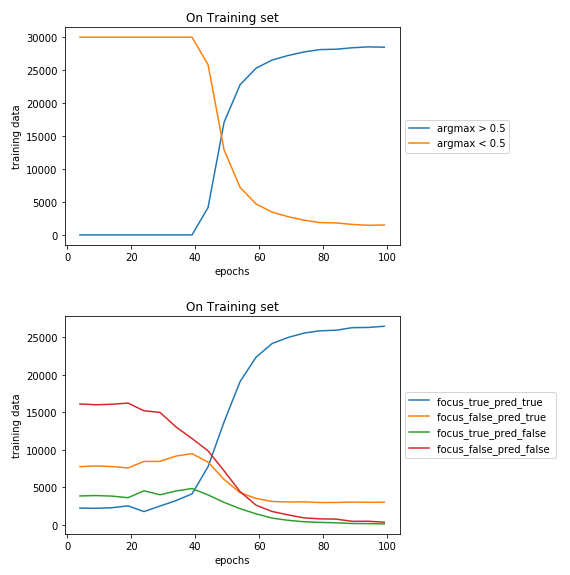 On Training set
30000
25000
20000
15000
10000
5000
0
training data
0 20 40 60 80 100
epochs
argmax > 0.5
argmax < 0.5
On Training set
25000
20000
15000
10000
5000
0
training data
0 20 40 60 80 100
epochs
focus_true_pred_true
focus_false_pred_true
focus_true_pred_false
focus_false_pred_false